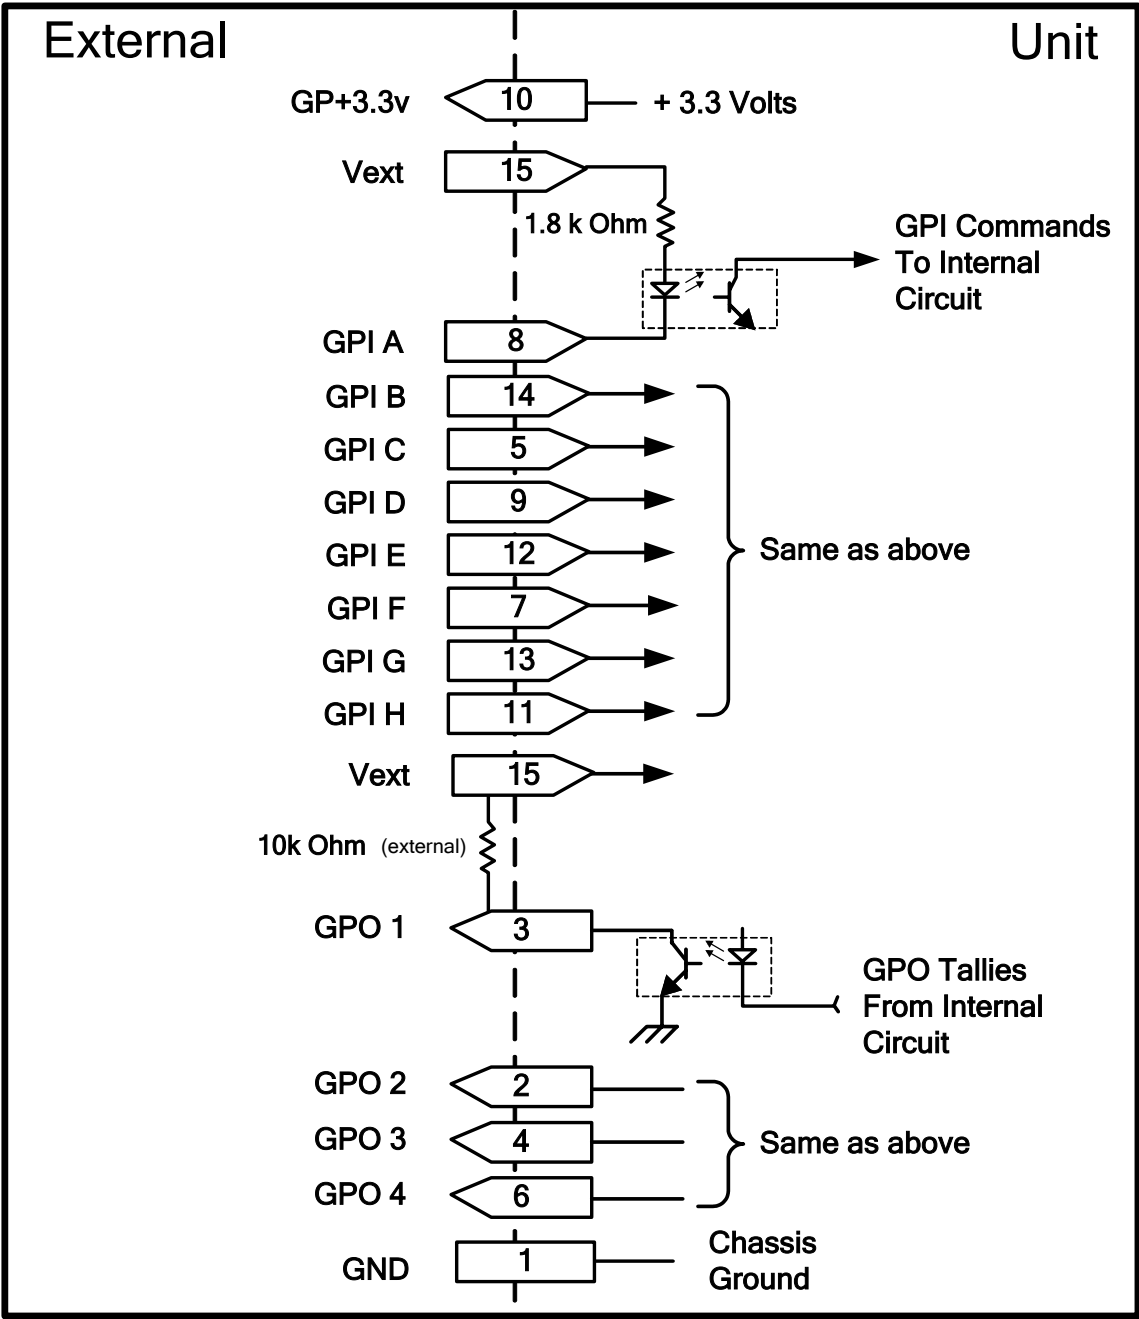 External
Unit
GP+3.3v
10
+ 3.3 Volts
Vext
15
1.8 k Ohm
GPI Commands
To Internal
Circuit
GPI A
8
GPI B
14
GPI C
5
GPI D
9
GPI E
12
Same as above
GPI F
7
GPI G
13
GPI H
11
Vext
15
10k Ohm (external)
GPO 1
3
GPO Tallies
From Internal
Circuit
GPO 2
2
GPO 3
4
Same as above
GPO 4
6
GND
1
Chassis
Ground